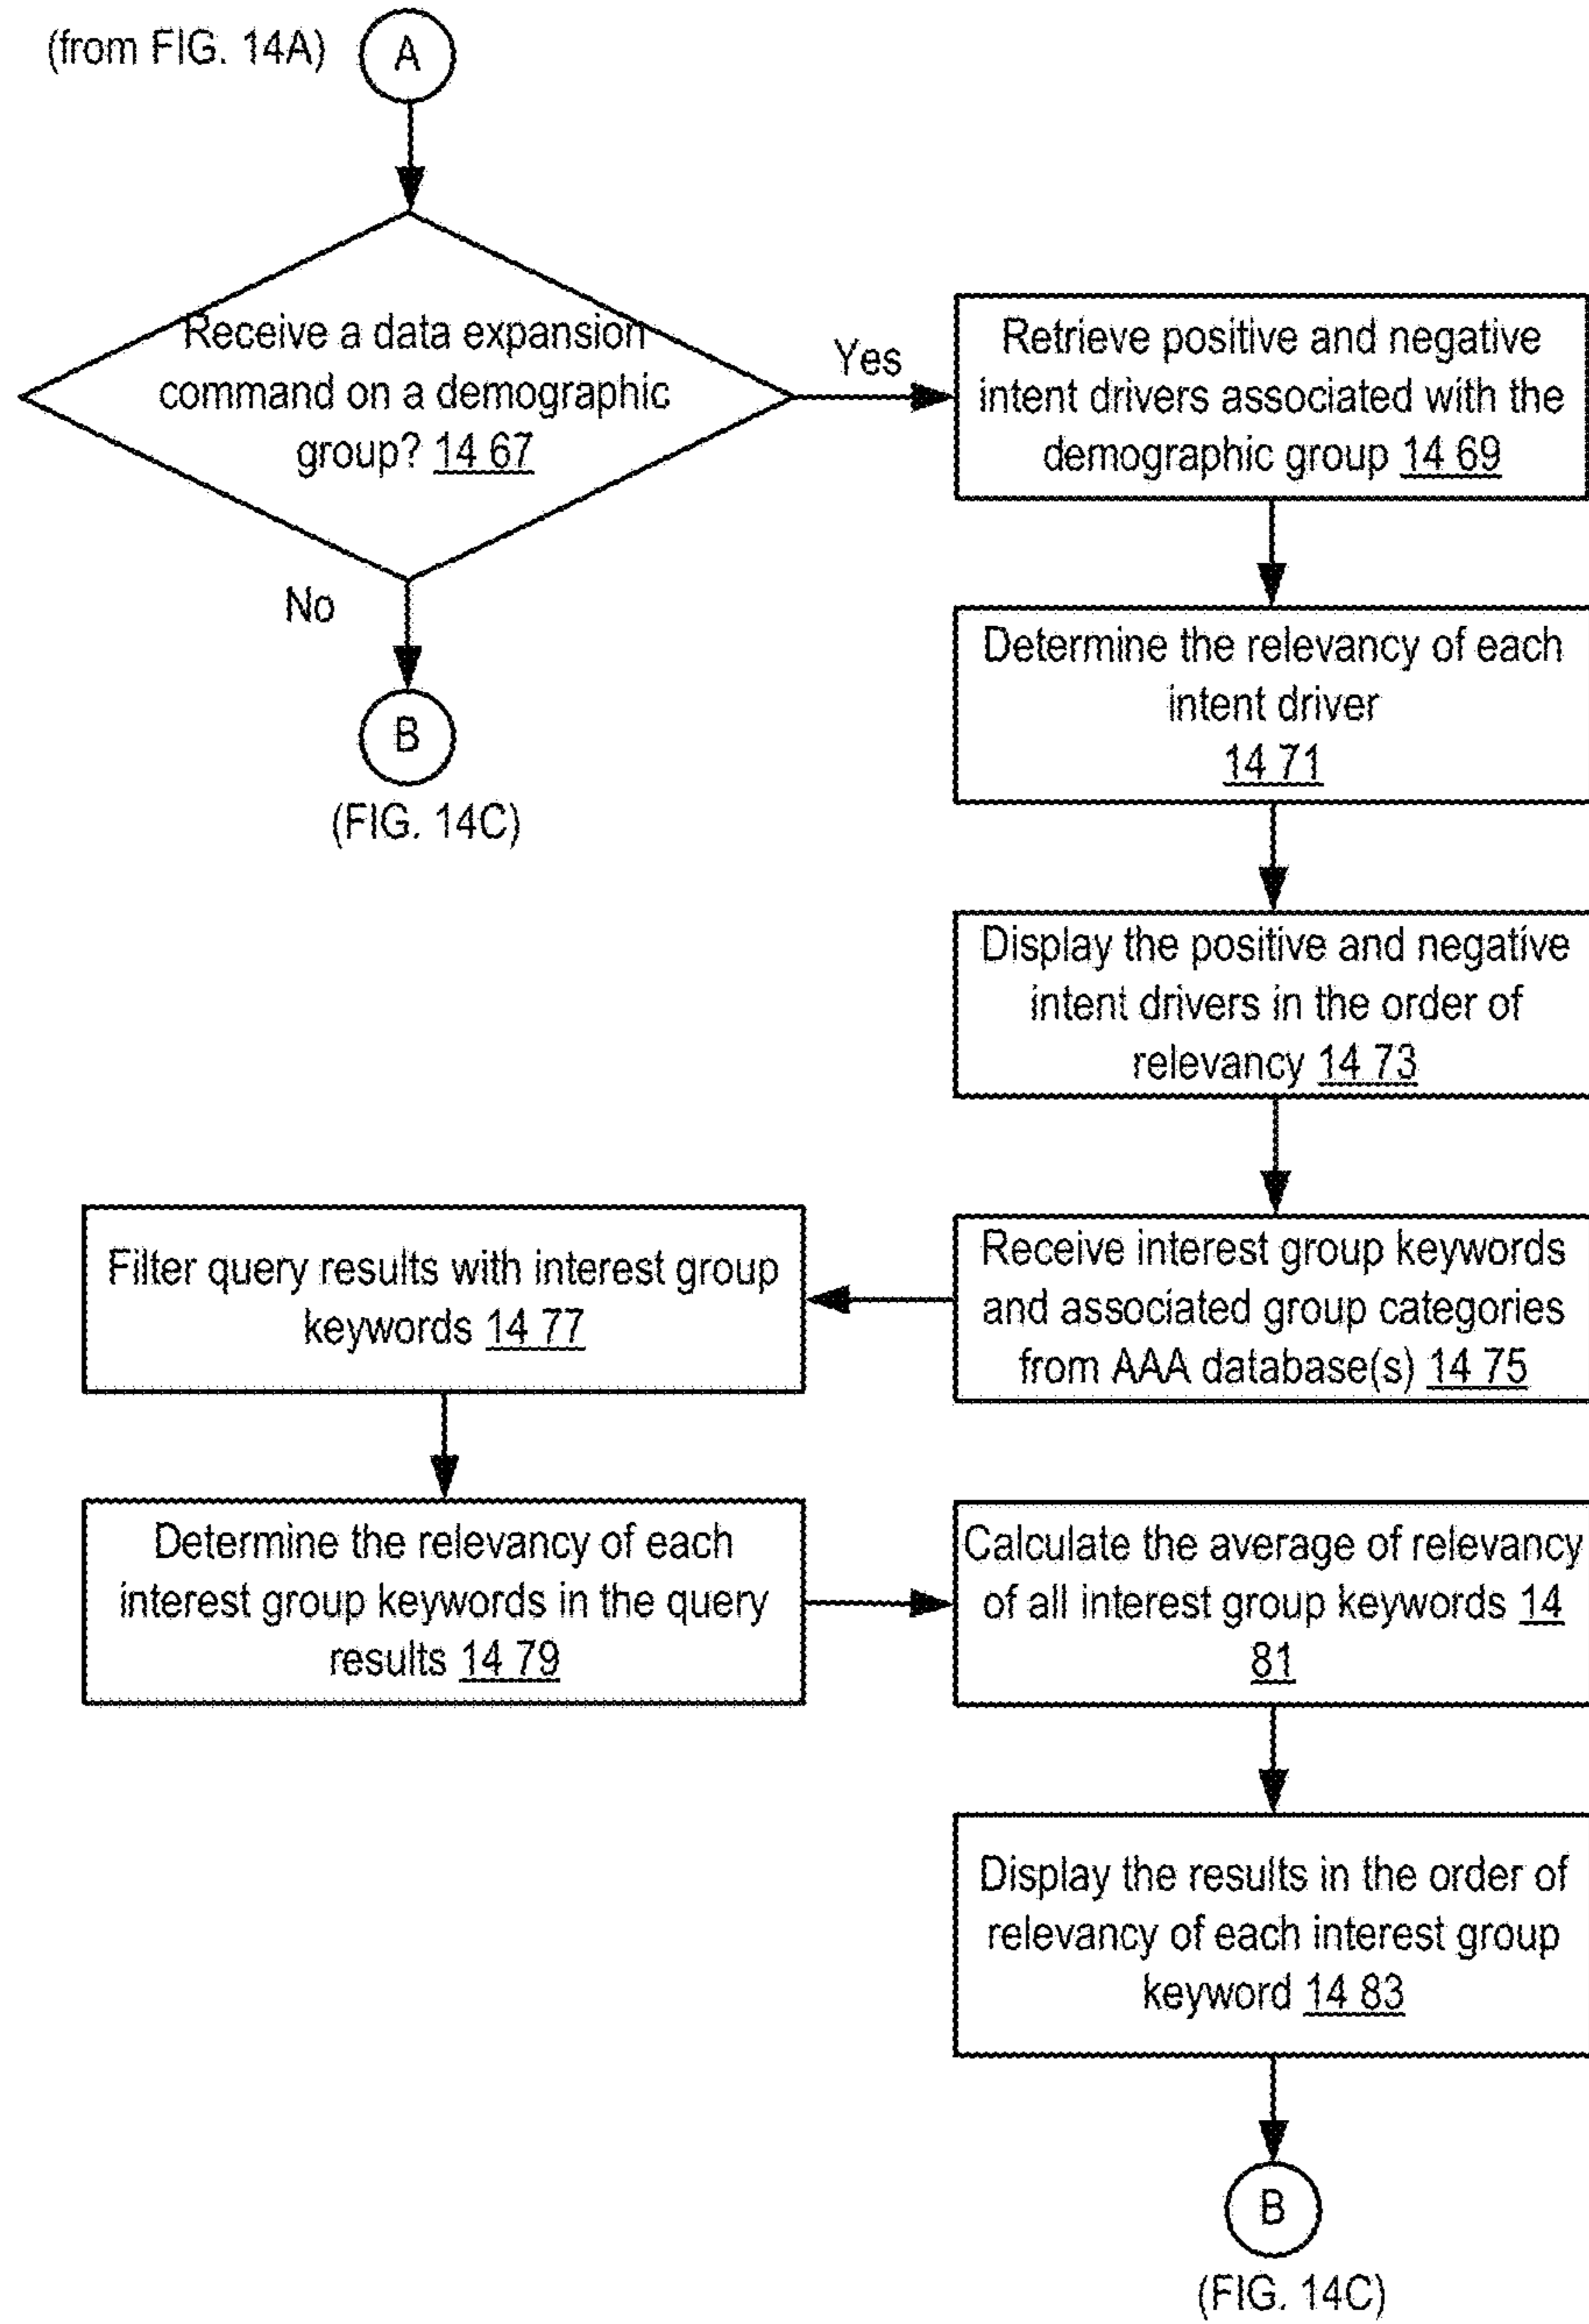 (from FIG. 14A)
A
Receive a data expansion
command on a demographic
group? 14 67
Yes
No
B
(FIG. 14C)
Retrieve positive and negative
intent drivers associated with the
demographic group 14 69
Determine the relevancy of each
intent driver
14 71
Display the positive and negative
intent drivers in the order of
relevancy 14 73
Receive interest group keywords
and associated group categories
from AAA database(s) 14 75
Filter query results with interest group
keywords 14 77
Determine the relevancy of each
interest group keywords in the query
results 14 79
Calculate the average of relevancy
of all interest group keywords 14
81
Display the results in the order of
relevancy of each interest group
keyword 14 83
B
(FIG. 14C)